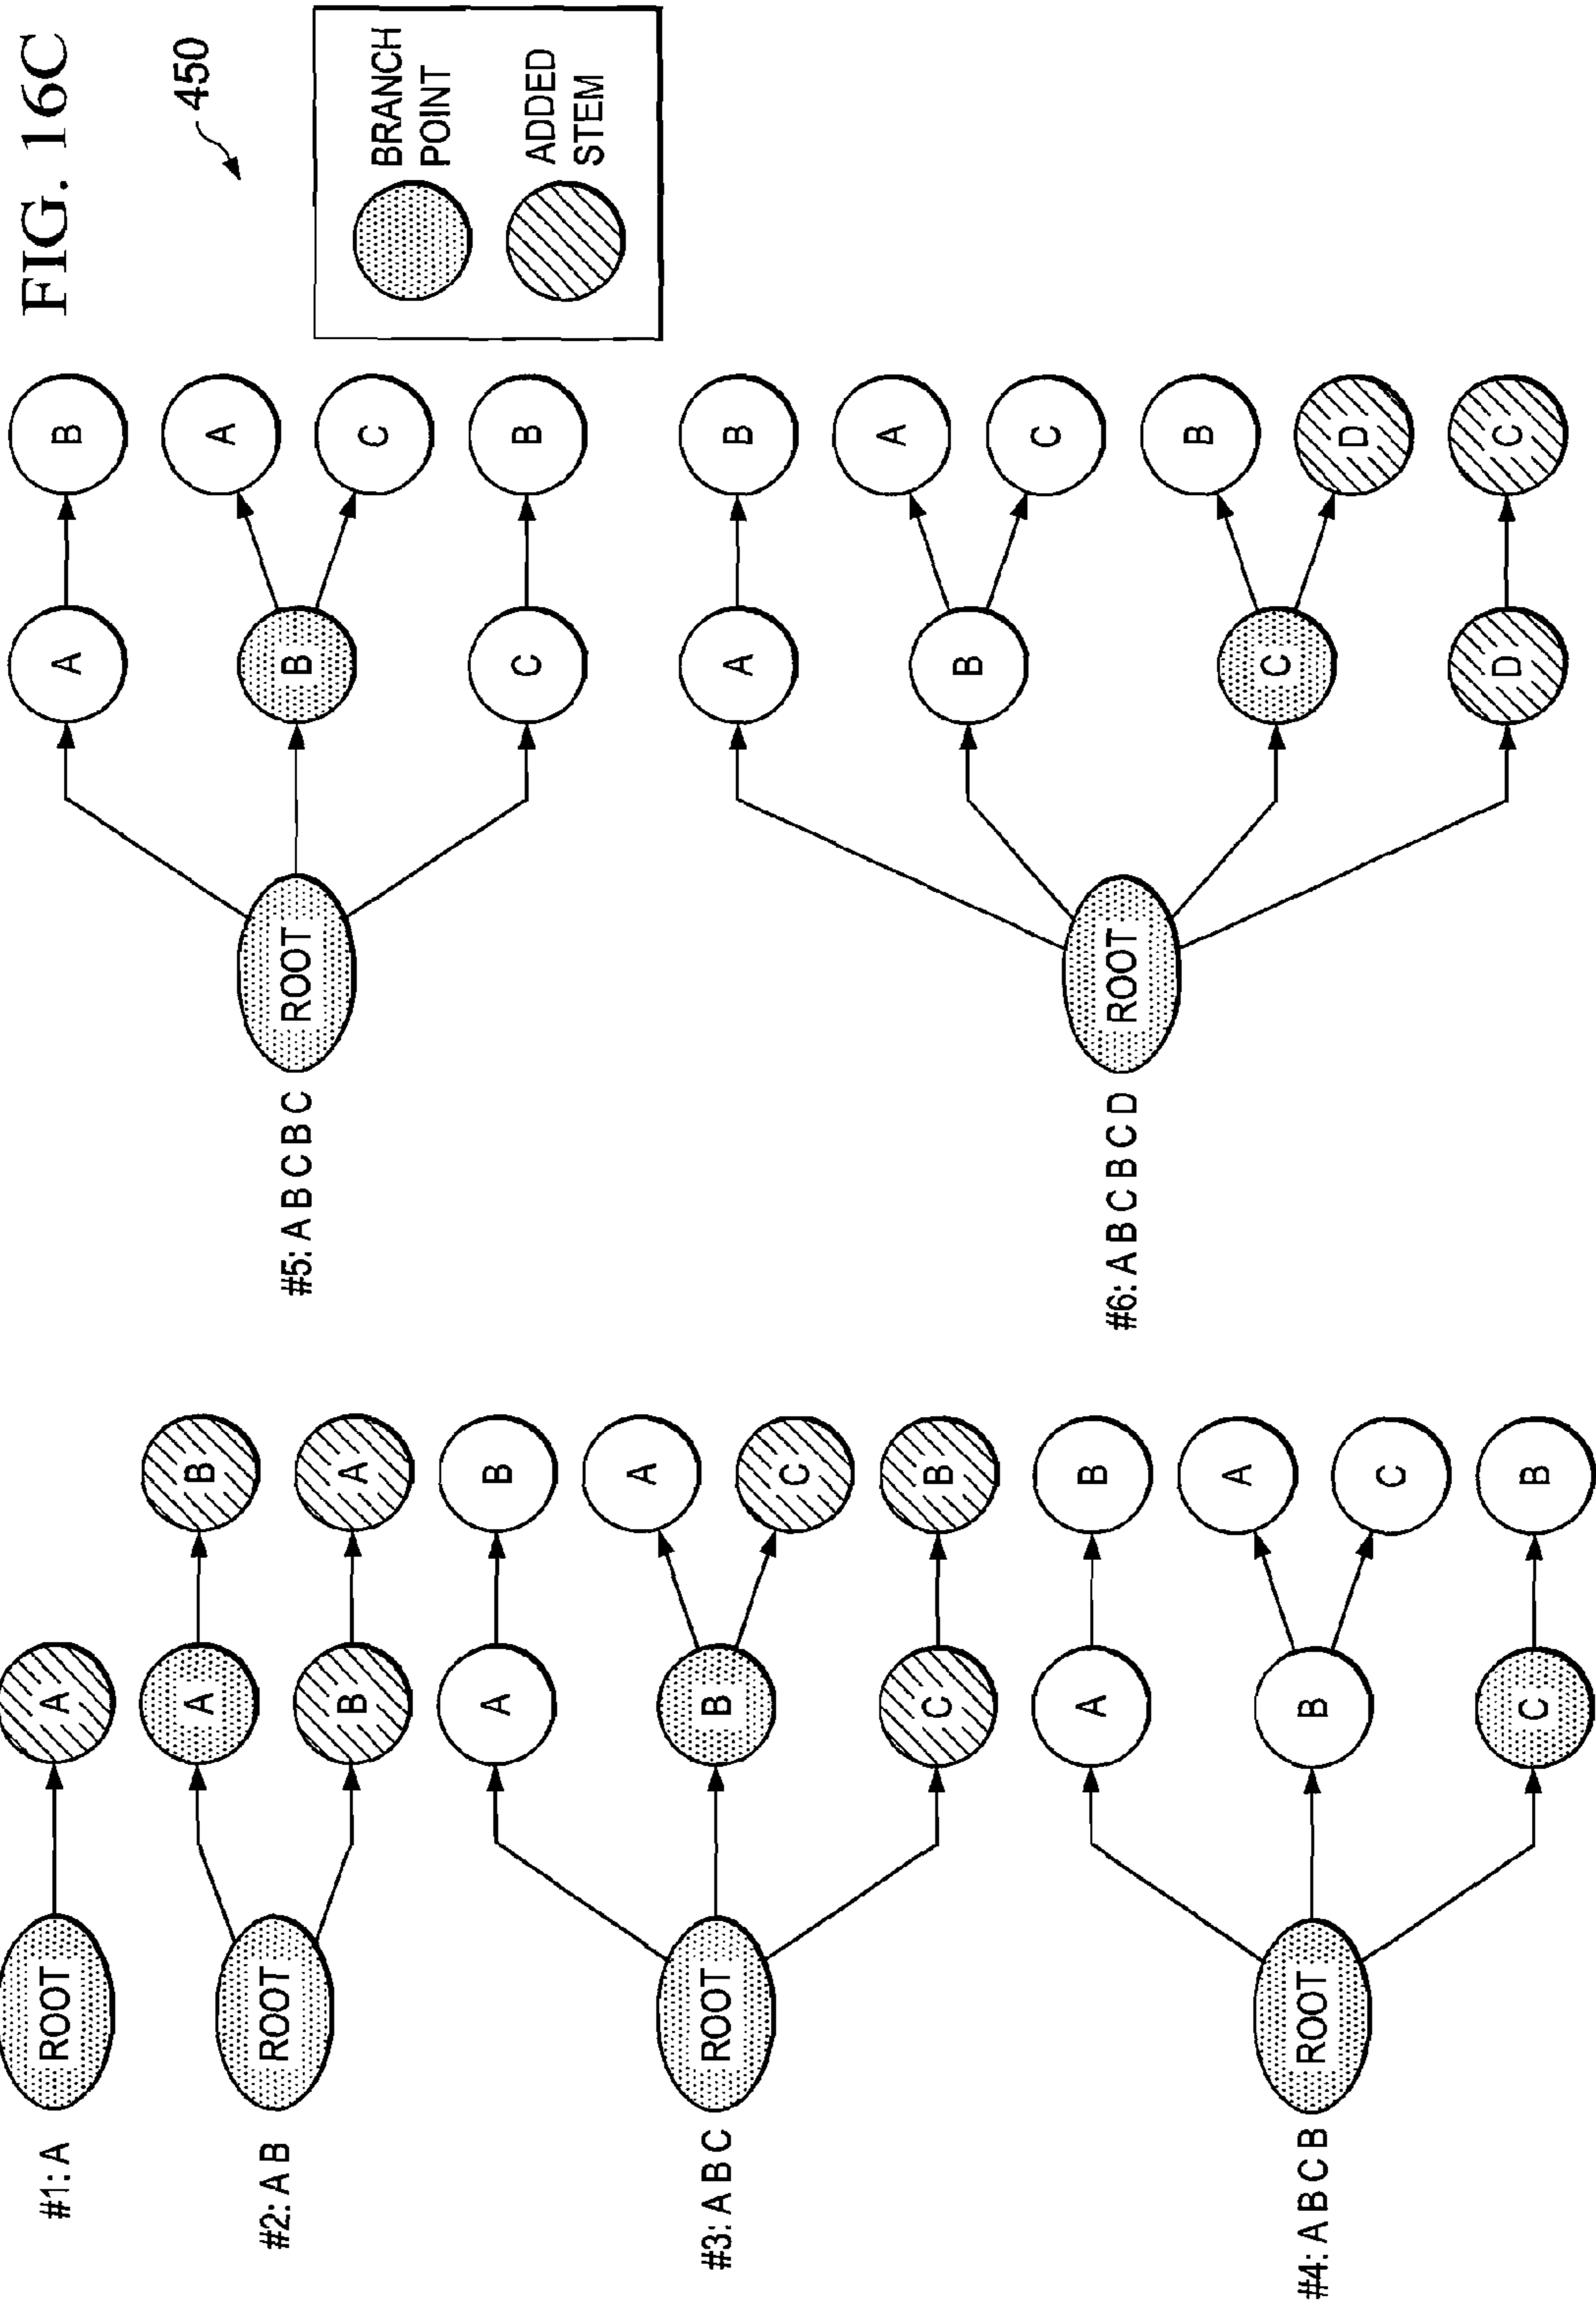 FIG. 16C
450
BRANCH
POINT
ADDED
STEM
#1: A
ROOT
A
#2: A B
ROOT
A
B
B
A
#3: A B C
ROOT
A
B
B
A
C
C
B
#4: A B C B
ROOT
A
B
B
A
C
C
B
#5: A B C B C
ROOT
A
B
B
A
C
C
B
#6: A B C B C D
ROOT
A
B
B
A
C
C
B
D
D
C